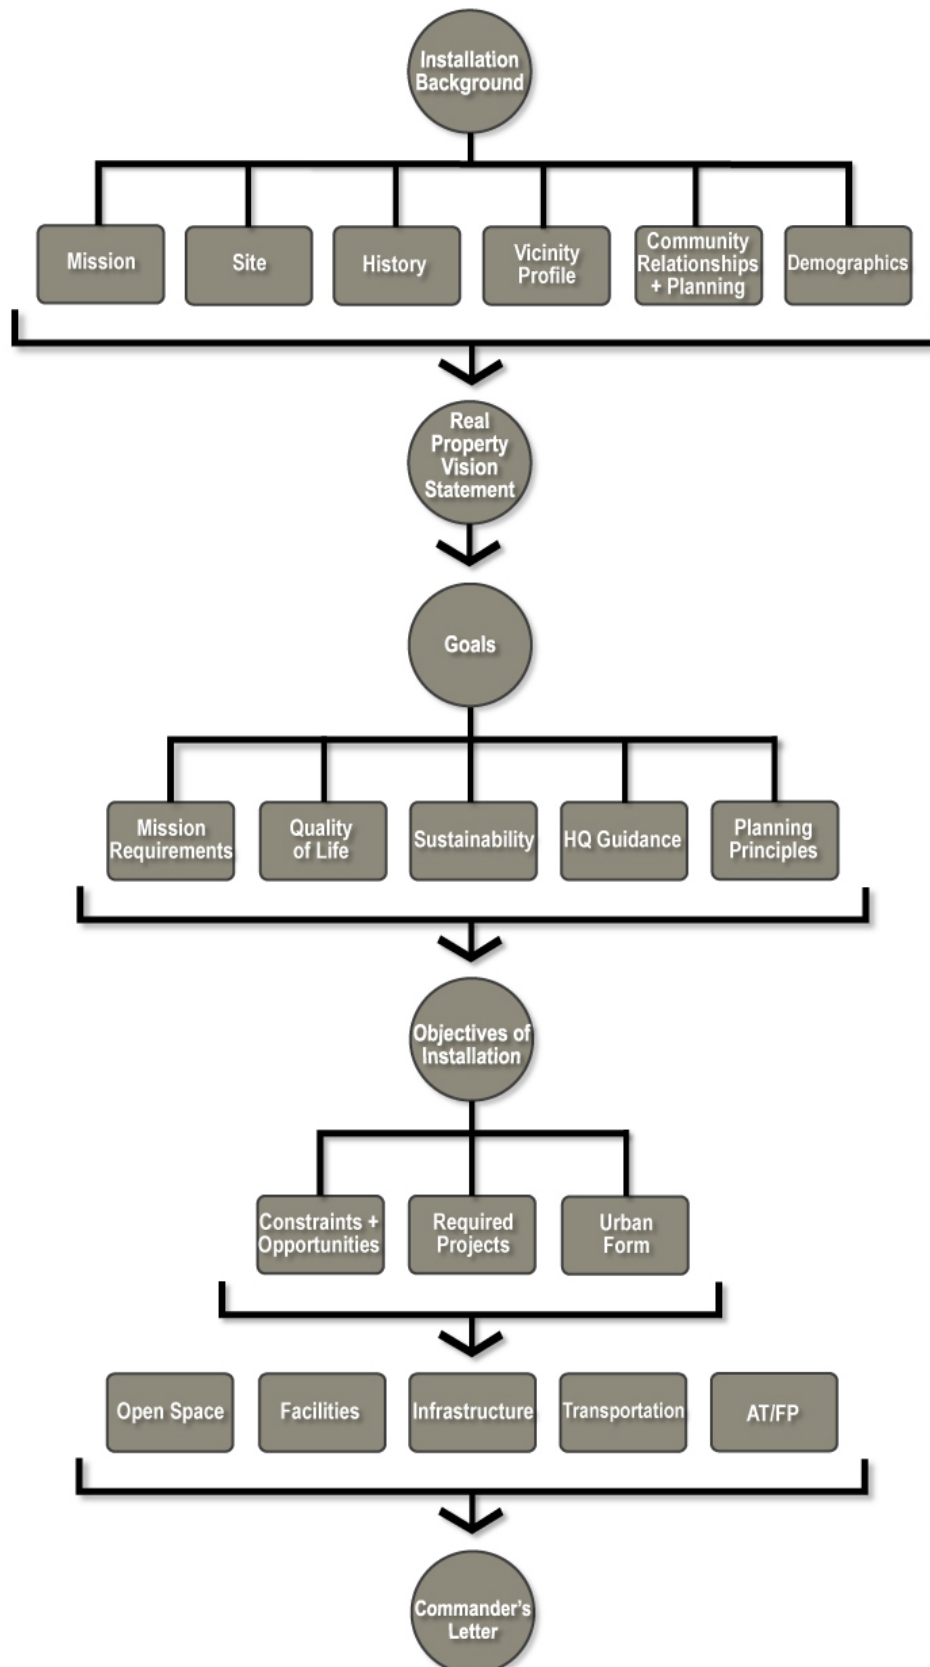 Installation
Background
Mission
Site
History
Vicinity
Profile
Community
Relationships
+ Planning
Demographics
Real
Property
Vision
Statement
Goals
Mission
Requirements
Quality
of Life
Sustainability
HQ Guidance
Planning
Principles
Objectives of
Installation
Constraints +
Opportunities
Required
Projects
Urban
Form
Open Space
Facilities
Infrastructure
Transportation
AT/FP
Commander's
Letter